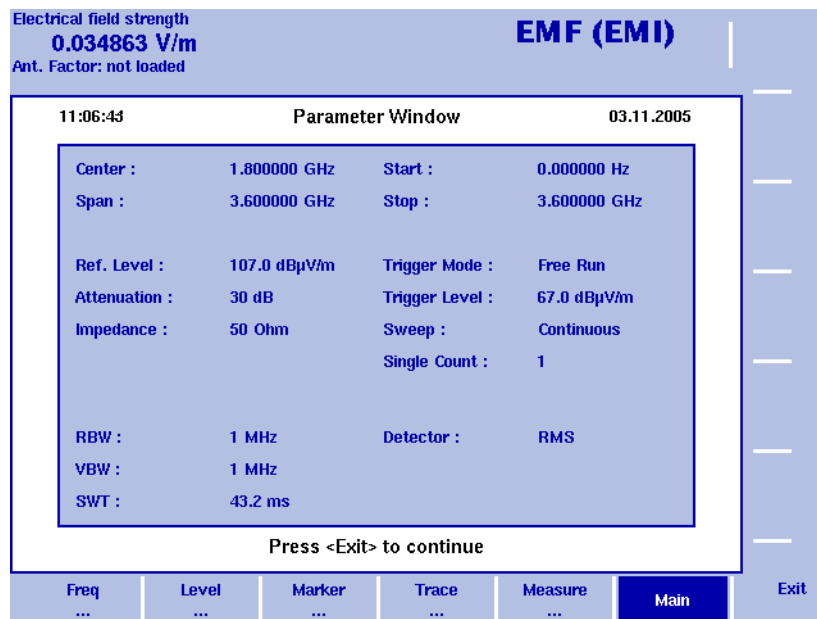 Electrical field strength
0.034863 V/m
Ant. Factor: not loaded
EMF (EMI)
11:06:43 Parameter Window 03.11.2005
Center : 1.800000 GHz Start : 0.000000 Hz
Span : 3.600000 GHz Stop : 3.600000 GHz
Ref. Level : 107.0 dBµV/m Trigger Mode : Free Run
Attenuation : 30 dB Trigger Level : 67.0 dBµV/m
Impedance : 50 Ohm Sweep : Continuous
Single Count : 1
RBW : 1 MHz Detector : RMS
VBW : 1 MHz
SWT : 43.2 ms
Press <Exit> to continue
Freq Level Marker Trace Measure Main Exit
... ... ... ... ...